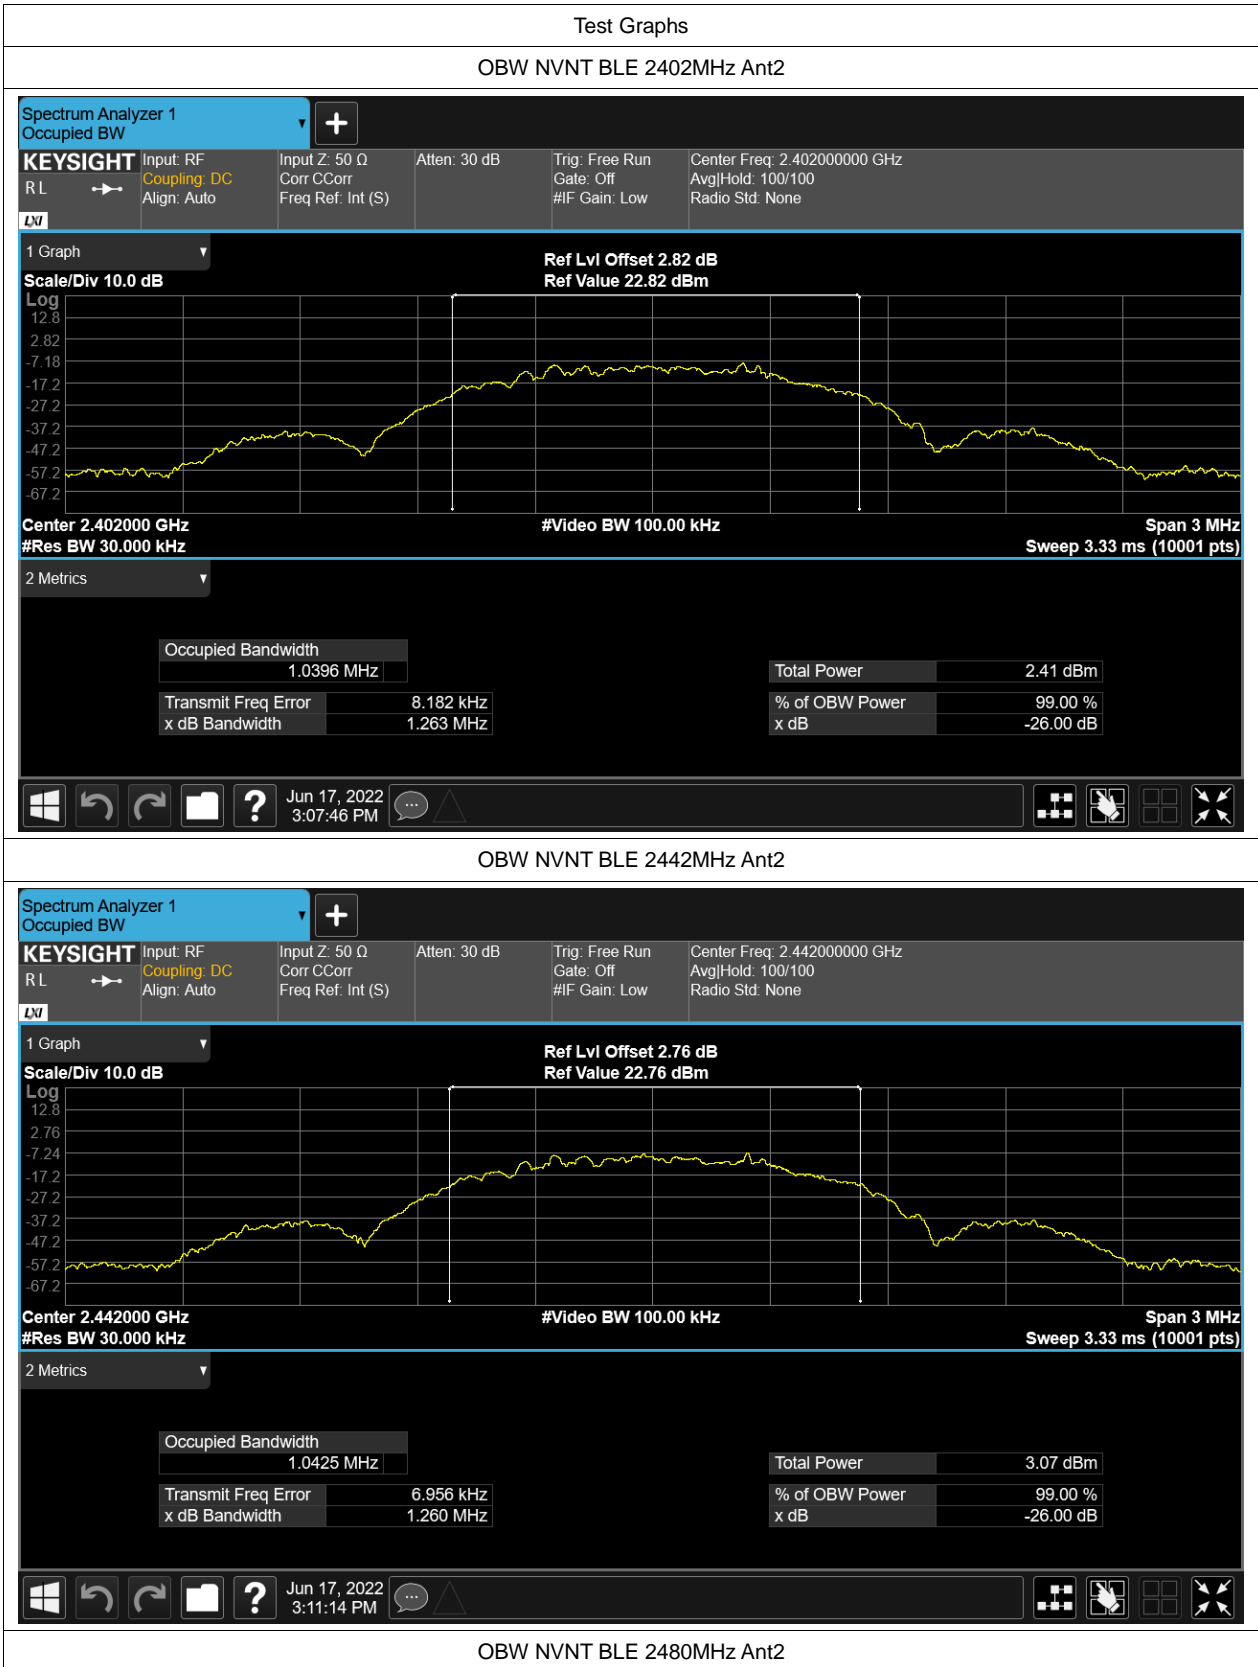 Test Graphs
OBW NVNT BLE 2402MHz Ant2
Spectrum Analyzer 1
Occupied BW
KEYSIGHT Input: RF Input Z: 50 Ω Atten: 30 dB Trig: Free Run Center Freq: 2.402000000 GHz
R L Coupling: DC Corr CCorr Gate: Off Avg|Hold: 100/100
Align: Auto Freq Ref: Int (S) #IF Gain: Low Radio Std: None
LXI
1 Graph
Ref Lvl Offset 2.82 dB
Scale/Div 10.0 dB Ref Value 22.82 dBm
Log
12.8
2.82
-7.18
-17.2
-27.2
-37.2
-47.2
-57.2
-67.2
Center 2.402000 GHz #Video BW 100.00 kHz Span 3 MHz
#Res BW 30.000 kHz Sweep 3.33 ms (10001 pts)
2 Metrics
Occupied Bandwidth
1.0396 MHz Total Power 2.41 dBm
Transmit Freq Error 8.182 kHz % of OBW Power 99.00 %
x dB Bandwidth 1.263 MHz x dB -26.00 dB
Jun 17, 2022
3:07:46 PM
OBW NVNT BLE 2442MHz Ant2
Spectrum Analyzer 1
Occupied BW
KEYSIGHT Input: RF Input Z: 50 Ω Atten: 30 dB Trig: Free Run Center Freq: 2.442000000 GHz
R L Coupling: DC Corr CCorr Gate: Off Avg|Hold: 100/100
Align: Auto Freq Ref: Int (S) #IF Gain: Low Radio Std: None
LXI
1 Graph
Ref Lvl Offset 2.76 dB
Scale/Div 10.0 dB Ref Value 22.76 dBm
Log
12.8
2.76
-7.24
-17.2
-27.2
-37.2
-47.2
-57.2
-67.2
Center 2.442000 GHz #Video BW 100.00 kHz Span 3 MHz
#Res BW 30.000 kHz Sweep 3.33 ms (10001 pts)
2 Metrics
Occupied Bandwidth
1.0425 MHz Total Power 3.07 dBm
Transmit Freq Error 6.956 kHz % of OBW Power 99.00 %
x dB Bandwidth 1.260 MHz x dB -26.00 dB
Jun 17, 2022
3:11:14 PM
OBW NVNT BLE 2480MHz Ant2